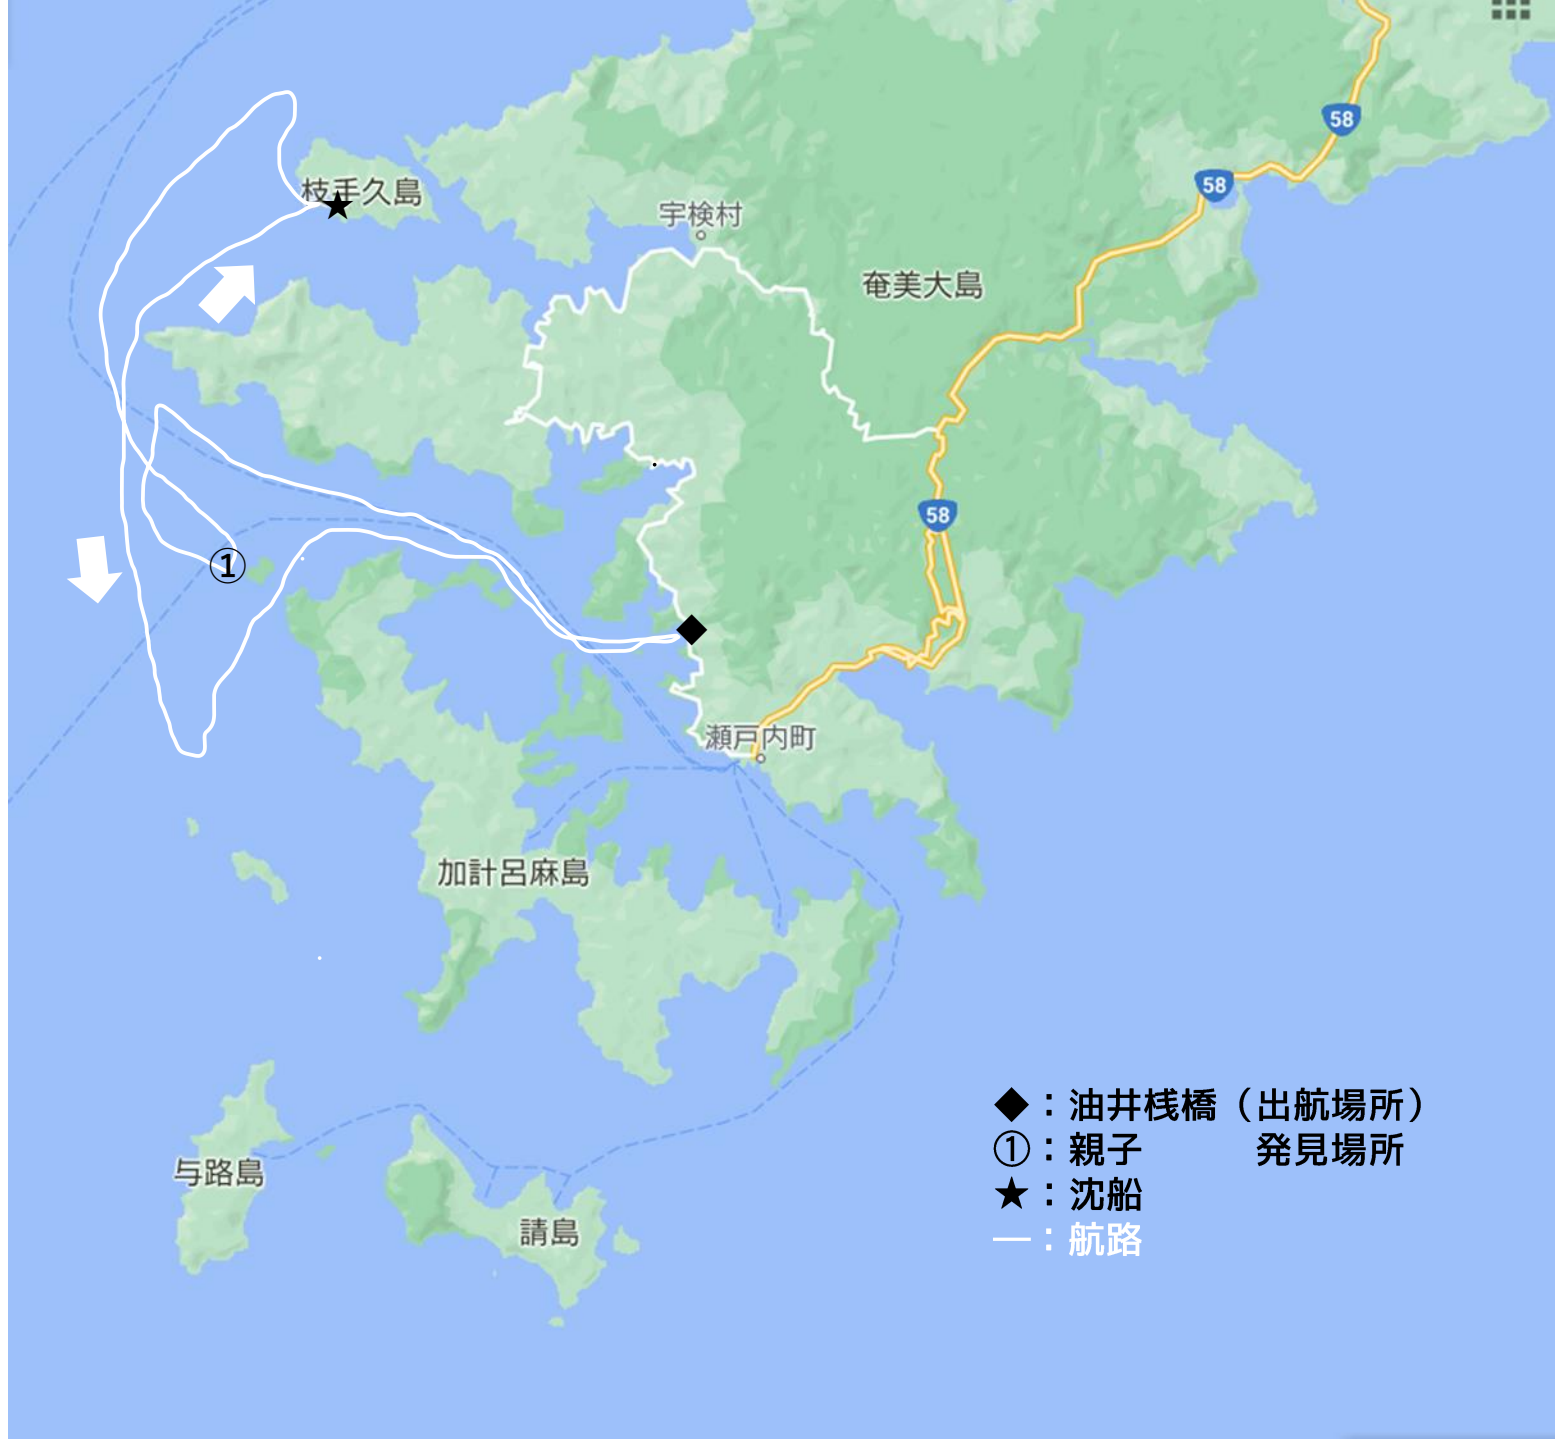 58
58
枝手久島
宇検村
奄美大島
58
①
瀬戸内町
加計呂麻島
◆：油井桟橋（出航場所）
①：親子　　　発見場所
★：沈船
―：航路
与路島
請島